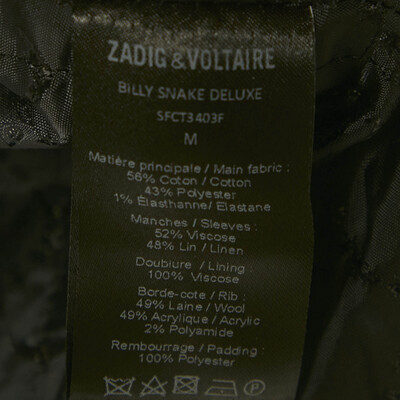 ZADIG & VOLTAIRE
BILLY SNAKE DELUXE
SFCT3403F
M
Matière principale / Main fabric :
56% Coton / Cotton
43% Polyester
1% Élasthanne/ Elastane
Manches / Sleeves :
52% Viscose
48% Lin / Linen
Doublure / Lining :
100% Viscose
Borde-cote / Rib :
49% Laine / Wool
49% Acrylique / Acrylic
2% Polyamide
Rembourrage / Padding :
100% Polyester
P